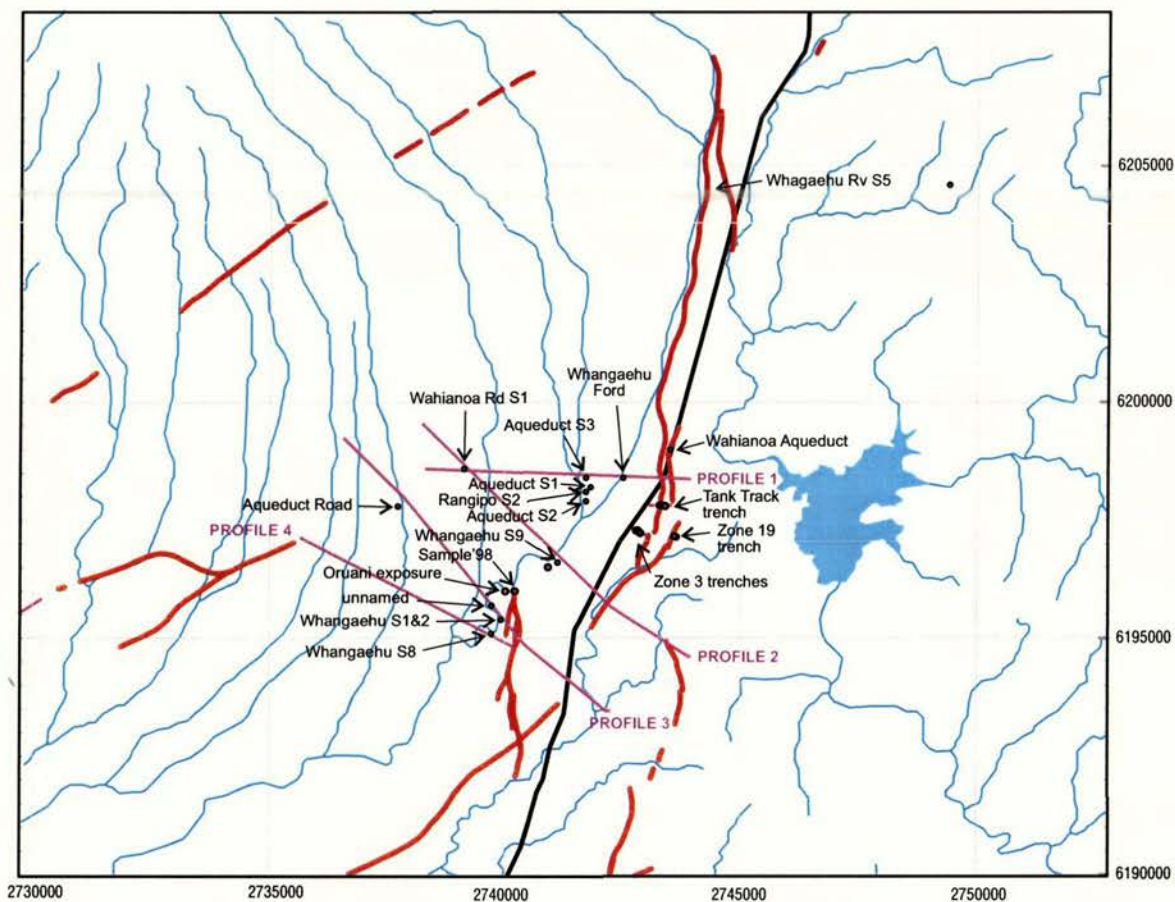 6205000
Whagaehu Rv S5
6200000
Whangaehu
Ford
Wahianoa Rd S1
Aqueduct S3
Wahianoa Aqueduct
PROFILE 1
Aqueduct S1
Rangipo S2
Aqueduct S2
Tank Track
trench
Aqueduct Road
PROFILE 4
Whangaehu S9
Sample'98
Zone 19
trench
Oruani exposure
Zone 3 trenches
unnamed
Whangaehu S1&2
Whangaehu S8
6195000
PROFILE 2
PROFILE 3
6190000
2730000
2735000
2740000
2745000
2750000